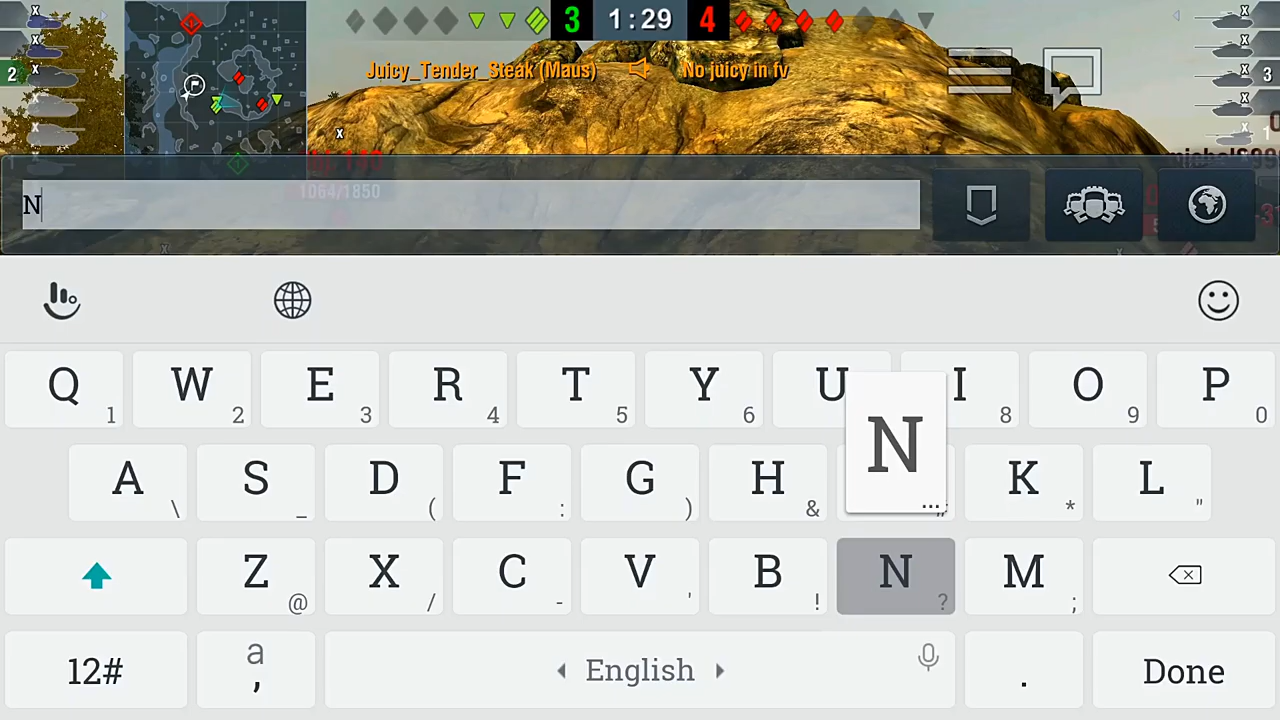 X
X
2
X
X
3 1:29 4
Juicy_Tender_Steak (Maus) No juicy in fv
X
X
X
3
X
1
X
X
1064/1850
N
N
Q 1 W 2 E 3 R 4 T 5 Y 6 U I 8 O 9 P 0
A \ S _ D ( F : G ) H & ...# K * L "
Z @ X / C - V ' B ! N ? M ;
12# a , English . Done